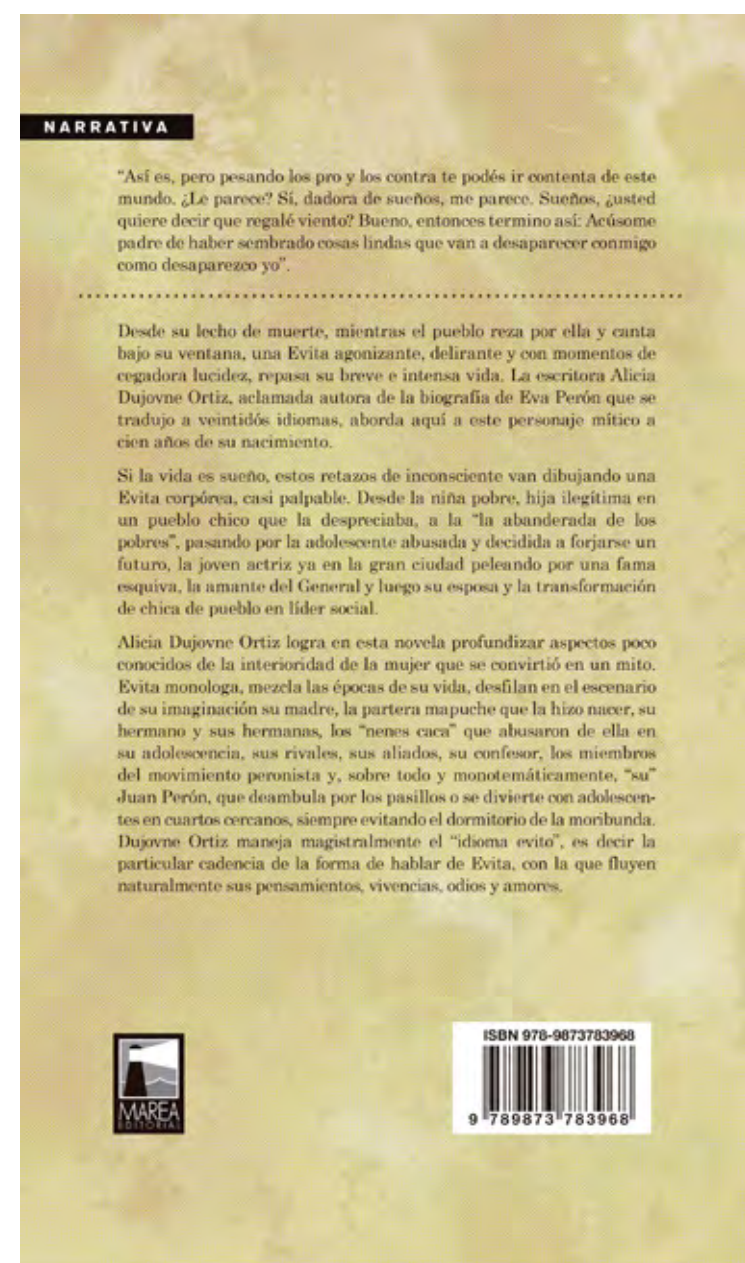 NARRATIVA
“Así es, pero pesando los pro y los contra te podés ir contenta de este
mundo. ¿Le parece? Sí, dadora de sueños, me parece. Sueños, ¿usted
quiere decir que regalé viento? Bueno, entonces termino así: Acúsome
padre de haber sembrado cosas lindas que van a desaparecer conmigo
como desaparezco yo”.
Desde su lecho de muerte, mientras el pueblo reza por ella y canta
bajo su ventana, una Evita agonizante, delirante y con momentos de
cegadora lucidez, repasa su breve e intensa vida. La escritora Alicia
Dujovne Ortiz, aclamada autora de la biografía de Eva Perón que se
tradujo a veintidós idiomas, aborda aquí a este personaje mítico a
cien años de su nacimiento.
Si la vida es sueño, estos retazos de inconsciente van dibujando una
Evita corpórea, casi palpable. Desde la niña pobre, hija ilegítima en
un pueblo chico que la despreciaba, a la “la abanderada de los
pobres”, pasando por la adolescente abusada y decidida a forjarse un
futuro, la joven actriz ya en la gran ciudad peleando por una fama
esquiva, la amante del General y luego su esposa y la transformación
de chica de pueblo en líder social.
Alicia Dujovne Ortiz logra en esta novela profundizar aspectos poco
conocidos de la interioridad de la mujer que se convirtió en un mito.
Evita monologa, mezcla las épocas de su vida, desfilan en el escenario
de su imaginación su madre, la partera mapuche que la hizo nacer, su
hermano y sus hermanas, los “nenes caca” que abusaron de ella en
su adolescencia, sus rivales, sus aliados, su confesor, los miembros
del movimiento peronista y, sobre todo y monotemáticamente, “su”
Juan Perón, que deambula por los pasillos o se divierte con adolescen-
tes en cuartos cercanos, siempre evitando el dormitorio de la moribunda.
Dujovne Ortiz maneja magistralmente el “idioma evito”, es decir la
particular cadencia de la forma de hablar de Evita, con la que fluyen
naturalmente sus pensamientos, vivencias, odios y amores.
MAREA
EDITORIAL
ISBN 978-9873783968
9 789873 783968